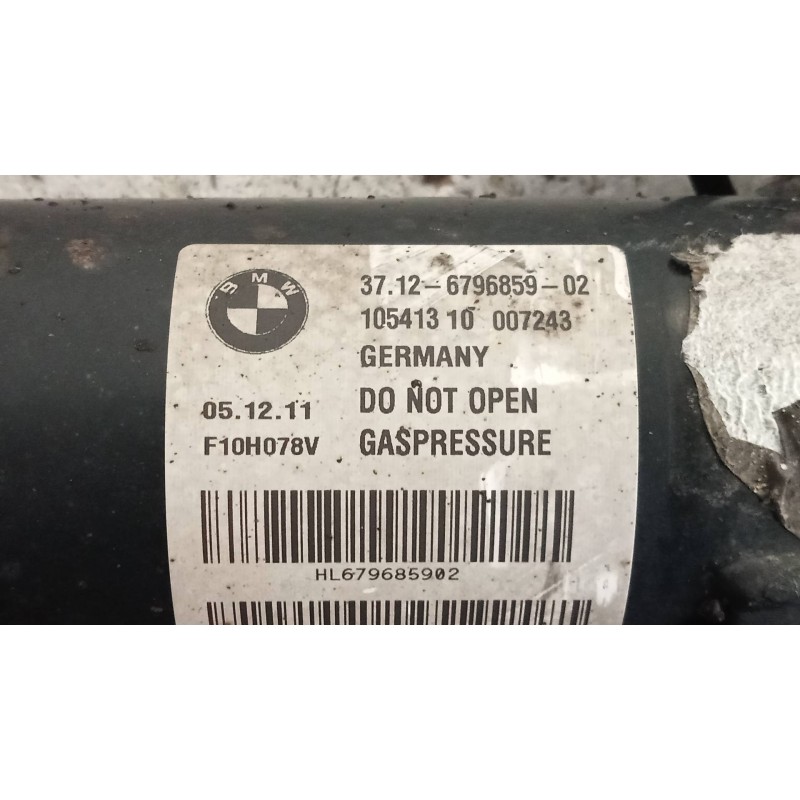 BMW
37.12-6796859-02
105413 10 007243
GERMANY
05.12.11 DO NOT OPEN
F10H078V GASPRESSURE
HL679685902